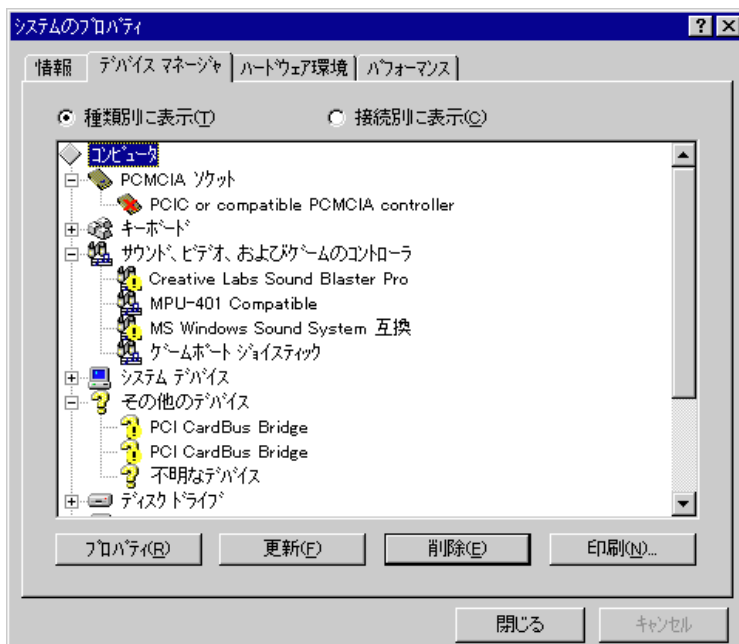 システムのプロパティ
情報 デバイス マネージャ ハードウェア環境 パフォーマンス
種類別に表示(T) 接続別に表示(C)
コンピュータ
PCMCIA ソケット
PCIC or compatible PCMCIA controller
キーボード
サウンド、ビデオ、およびゲームのコントローラ
Creative Labs Sound Blaster Pro
MPU-401 Compatible
MS Windows Sound System 互換
ゲームポート ジョイスティック
システム デバイス
その他のデバイス
PCI CardBus Bridge
PCI CardBus Bridge
不明なデバイス
ディスク ドライブ
プロパティ(R) 更新(F) 削除(E) 印刷(N)...
閉じる キャンセル